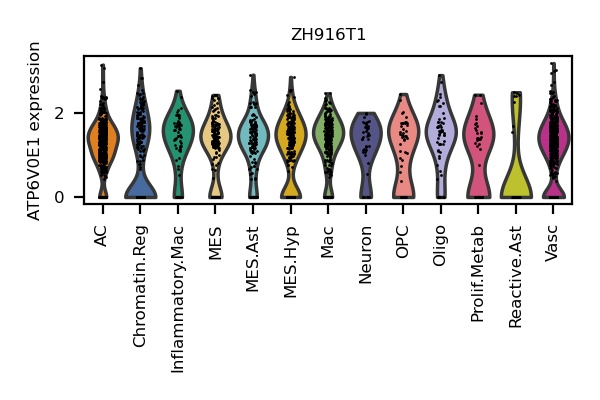 ZH916T1
ATP6V0E1 expression
2
0
AC
Chromatin.Reg
Inflammatory.Mac
MES
MES.Ast
MES.Hyp
Mac
Neuron
OPC
Oligo
Prolif.Metab
Reactive.Ast
Vasc